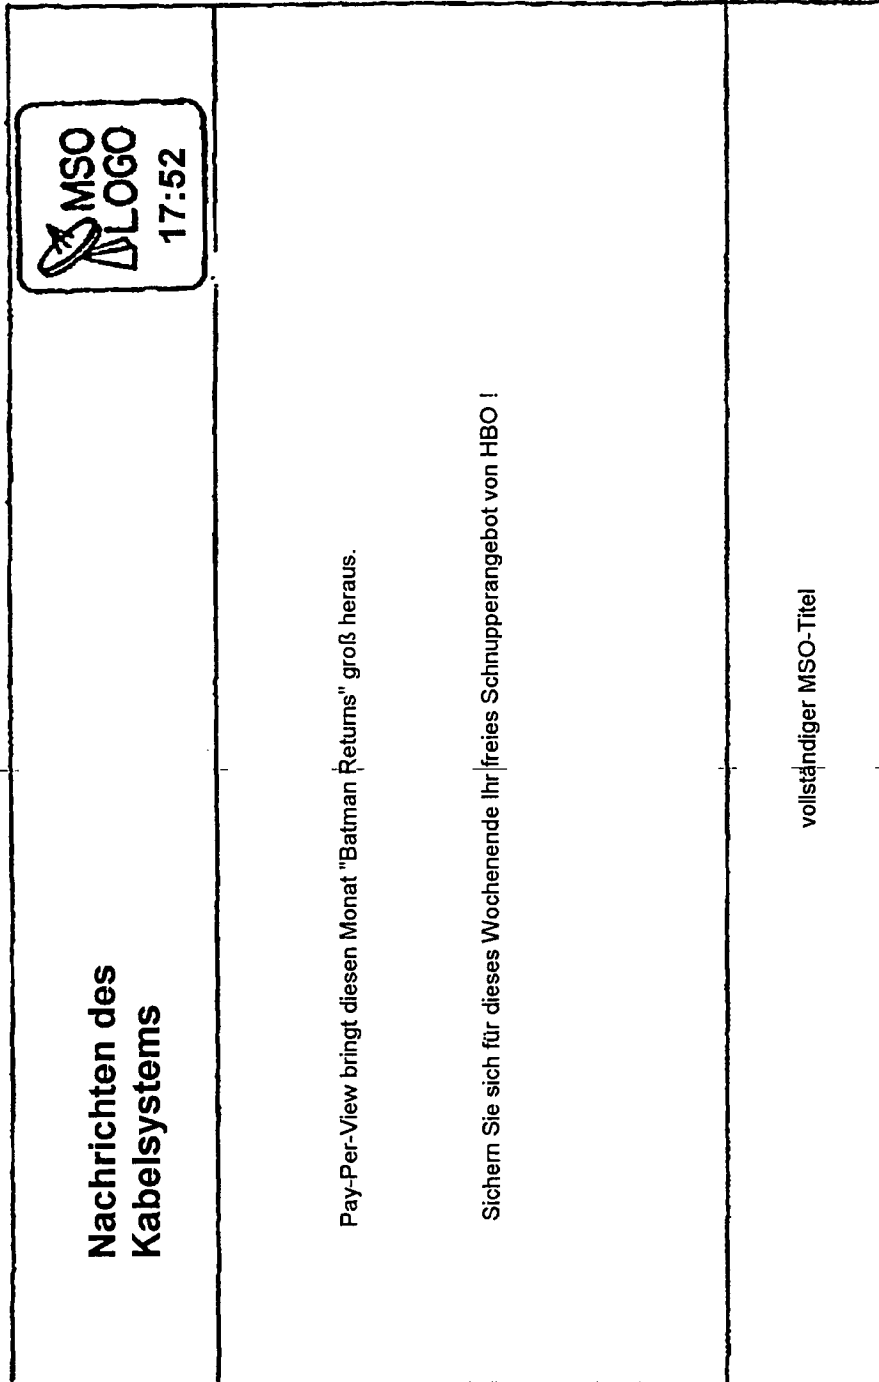 Nachrichten des
Kabelsystems
MSO
LOGO
17:52
Pay-Per-View bringt diesen Monat "Batman Returns" groß heraus.
Sichern Sie sich für dieses Wochenende Ihr freies Schnupperangebot von HBO !
vollständiger MSO-Titel